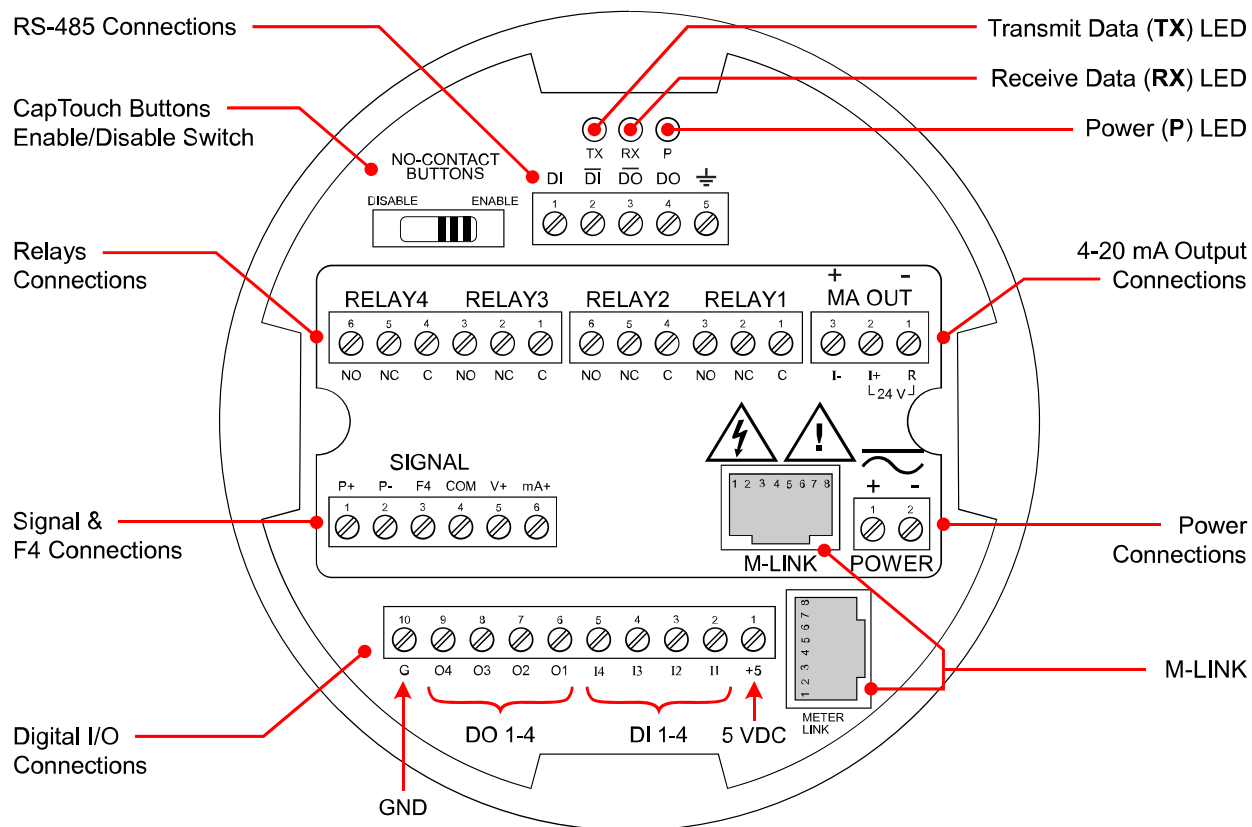 RS-485 Connections
Transmit Data (TX) LED
Receive Data (RX) LED
Power (P) LED
CapTouch Buttons
Enable/Disable Switch
TX RX P
NO-CONTACT
BUTTONS
DI D̅I̅ D̅O̅ DO
DISABLE ENABLE
1 2 3 4 5
Relays
Connections
4-20 mA Output
Connections
+ -
RELAY4 RELAY3 RELAY2 RELAY1 MA OUT
6 5 4 3 2 1 6 5 4 3 2 1 3 2 1
NO NC C NO NC C NO NC C NO NC C I- I+ R
24 V
SIGNAL
P+ P- F4 COM V+ mA+
1 2 3 4 5 6
Signal &
F4 Connections
!
1 2 3 4 5 6 7 8
M-LINK
+ -
1 2
POWER
Power
Connections
M-LINK
10 9 8 7 6 5 4 3 2 1
G O4 O3 O2 O1 I4 I3 I2 I1 +5
DO 1-4 DI 1-4 5 VDC
1 2 3 4 5 6 7 8
METER
LINK
Digital I/O
Connections
GND